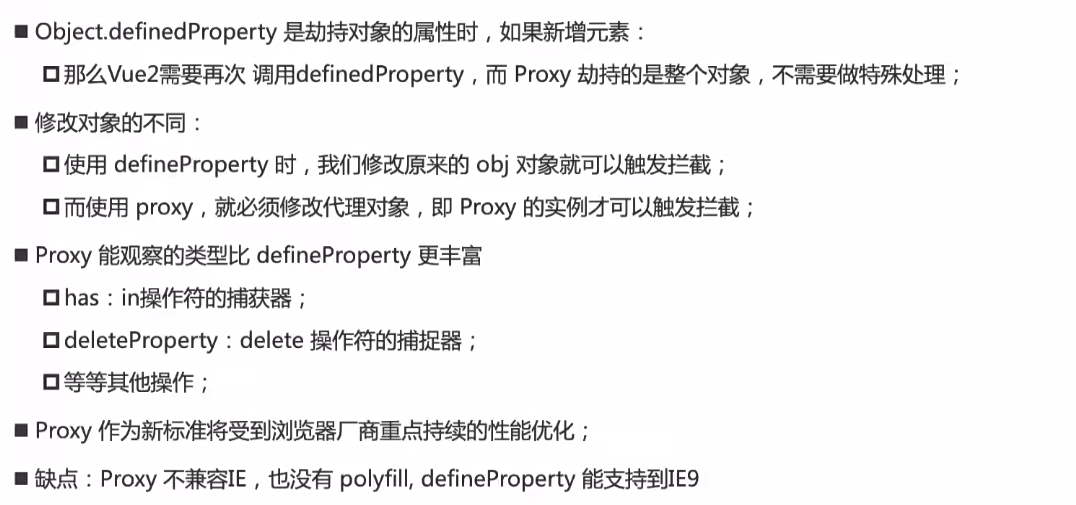 ■ Object.definedProperty 是劫持对象的属性时，如果新增元素：
□ 那么Vue2需要再次 调用definedProperty，而 Proxy 劫持的是整个对象，不需要做特殊处理；
■ 修改对象的不同：
□ 使用 defineProperty 时，我们修改原来的 obj 对象就可以触发拦截；
□ 而使用 proxy，就必须修改代理对象，即 Proxy 的实例才可以触发拦截；
■ Proxy 能观察的类型比 defineProperty 更丰富
□ has：in操作符的捕获器；
□ deleteProperty：delete 操作符的捕捉器；
□ 等等其他操作；
■ Proxy 作为新标准将受到浏览器厂商重点持续的性能优化；
■ 缺点：Proxy 不兼容IE，也没有 polyfill, defineProperty 能支持到IE9